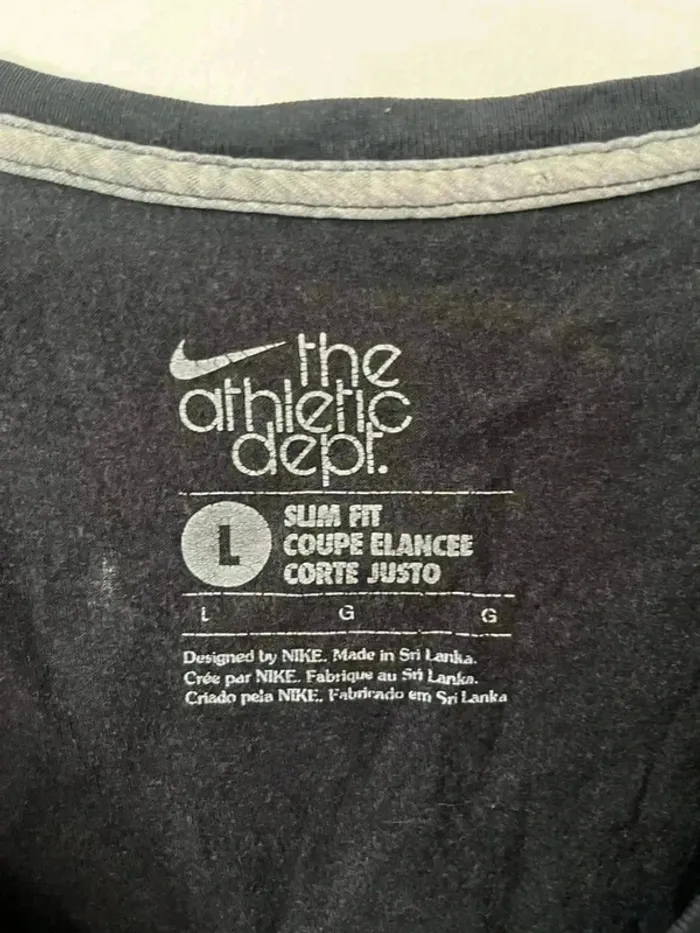 the
athletic
dept.
L
SLIM FIT
COUPE ELANCEE
CORTE JUSTO
L G G
Designed by NIKE. Made in Sri Lanka.
Crée par NIKE. Fabrique au Sri Lanka.
Criado pela NIKE. Fabricado em Sri Lanka